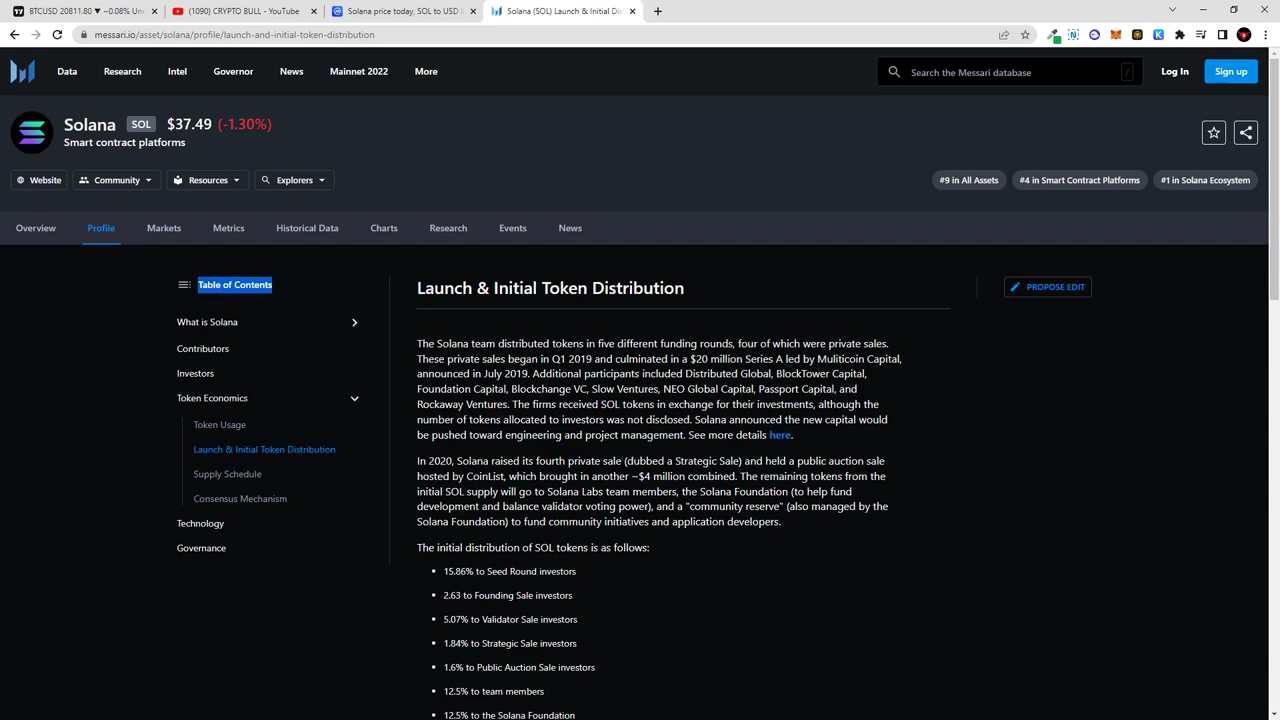 BTCUSD 20811.80 ▼ −0.08% Un
(1090) CRYPTO BULL - YouTube
Solana price today, SOL to USD l
Solana (SOL) Launch & Initial Dis
messari.io/asset/solana/profile/launch-and-initial-token-distribution
Data
Research
Intel
Governor
News
Mainnet 2022
More
Search the Messari database
/
Log In
Sign up
Solana SOL $37.49 (-1.30%)
Smart contract platforms
Website
Community
Resources
Explorers
#9 in All Assets
#4 in Smart Contract Platforms
#1 in Solana Ecosystem
Overview
Profile
Markets
Metrics
Historical Data
Charts
Research
Events
News
Table of Contents
What is Solana
Contributors
Investors
Token Economics
Token Usage
Launch & Initial Token Distribution
Supply Schedule
Consensus Mechanism
Technology
Governance
Launch & Initial Token Distribution
PROPOSE EDIT
The Solana team distributed tokens in five different funding rounds, four of which were private sales.
These private sales began in Q1 2019 and culminated in a $20 million Series A led by Muliticoin Capital,
announced in July 2019. Additional participants included Distributed Global, BlockTower Capital,
Foundation Capital, Blockchange VC, Slow Ventures, NEO Global Capital, Passport Capital, and
Rockaway Ventures. The firms received SOL tokens in exchange for their investments, although the
number of tokens allocated to investors was not disclosed. Solana announced the new capital would
be pushed toward engineering and project management. See more details here.
In 2020, Solana raised its fourth private sale (dubbed a Strategic Sale) and held a public auction sale
hosted by CoinList, which brought in another ~$4 million combined. The remaining tokens from the
initial SOL supply will go to Solana Labs team members, the Solana Foundation (to help fund
development and balance validator voting power), and a "community reserve" (also managed by the
Solana Foundation) to fund community initiatives and application developers.
The initial distribution of SOL tokens is as follows:
• 15.86% to Seed Round investors
• 2.63 to Founding Sale investors
• 5.07% to Validator Sale investors
• 1.84% to Strategic Sale investors
• 1.6% to Public Auction Sale investors
• 12.5% to team members
• 12.5% to the Solana Foundation